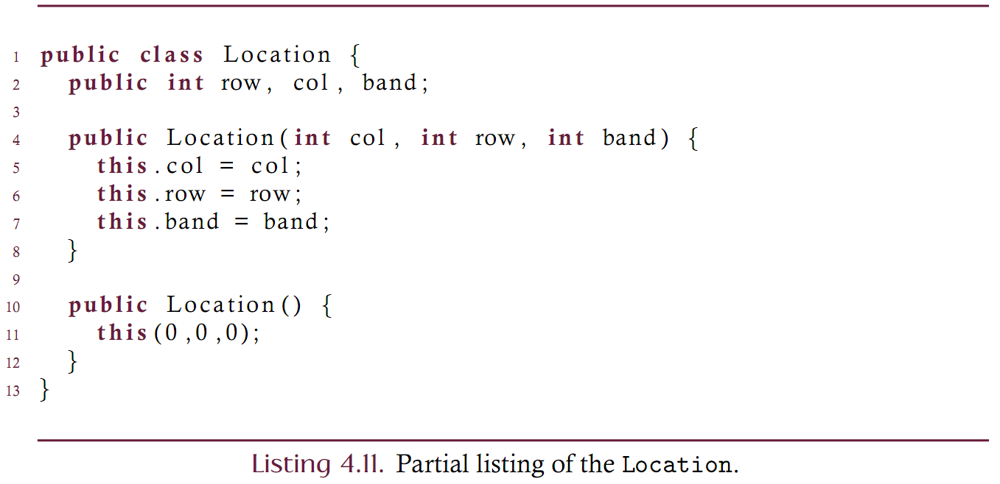 1 public class Location {
2 public int row, col, band;
3
4 public Location(int col, int row, int band) {
5 this.col = col;
6 this.row = row;
7 this.band = band;
8 }
9
10 public Location() {
11 this(0,0,0);
12 }
13 }
Listing 4.11. Partial listing of the Location.